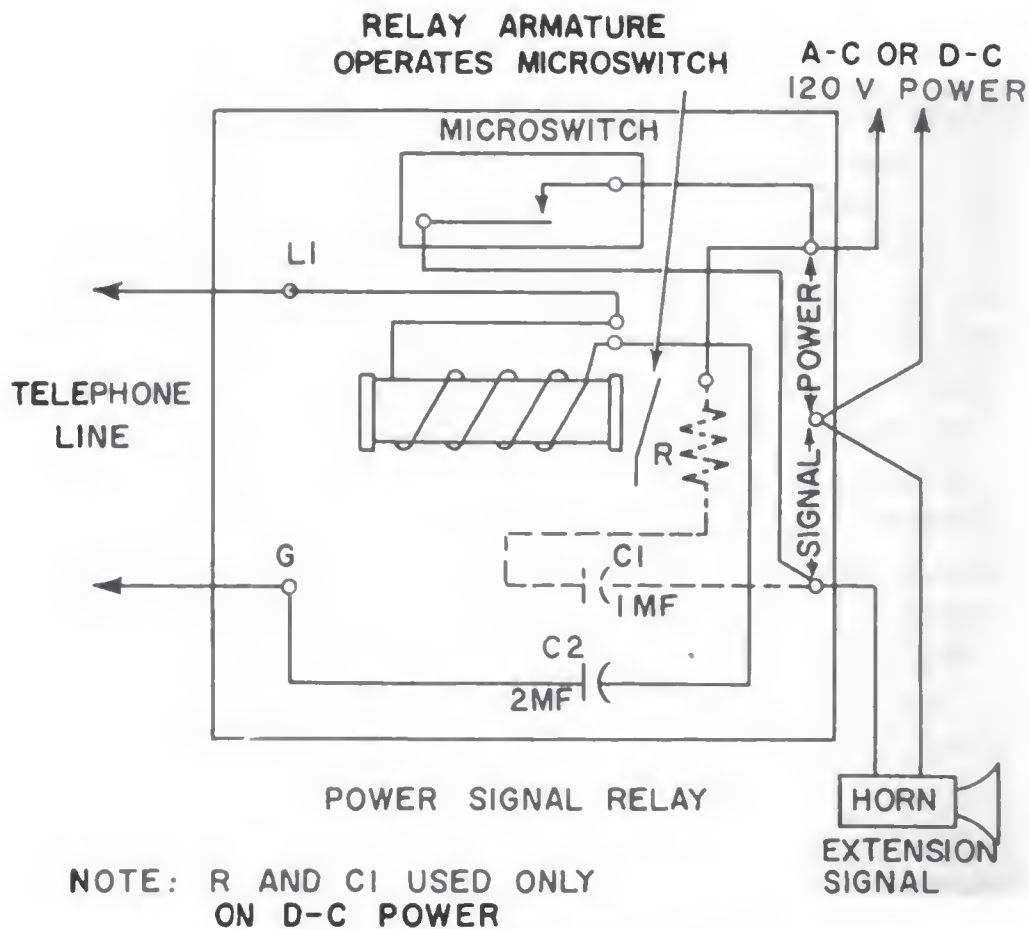 RELAY ARMATURE
OPERATES MICROSWITCH
A-C OR D-C
120 V POWER
MICROSWITCH
L1
TELEPHONE
LINE
POWER
SIGNAL
R
G
C1
1MF
C2
2MF
POWER SIGNAL RELAY
HORN
EXTENSION
SIGNAL
NOTE: R AND C1 USED ONLY
ON D-C POWER